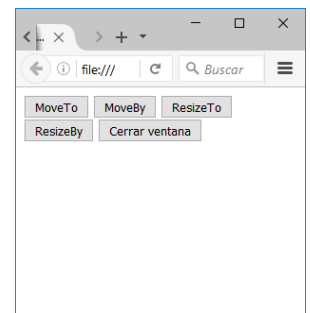 ...
file:///
Buscar
MoveTo MoveBy ResizeTo
ResizeBy Cerrar ventana